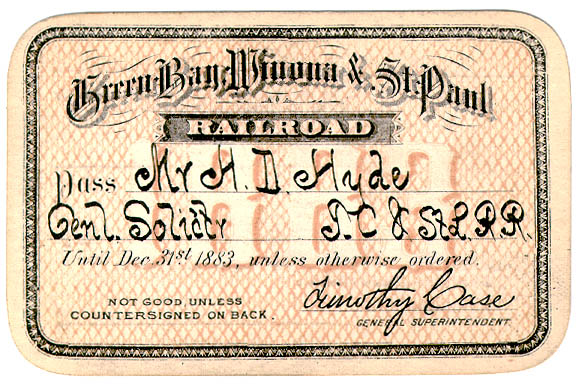 Green Bay, Winona & St. Paul
RAILROAD
Pass Mr H. D. Hyde
Genl. Solicitr T. C & St L. R R.
Until Dec. 31st 1883, unless otherwise ordered.
NOT GOOD, UNLESS
COUNTERSIGNED ON BACK.
Timothy Case
GENERAL SUPERINTENDENT.